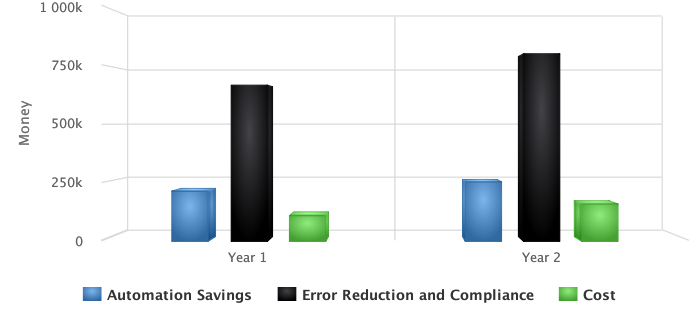 1 000k
750k
Money
500k
250k
0
Year 1 Year 2
Automation Savings Error Reduction and Compliance Cost